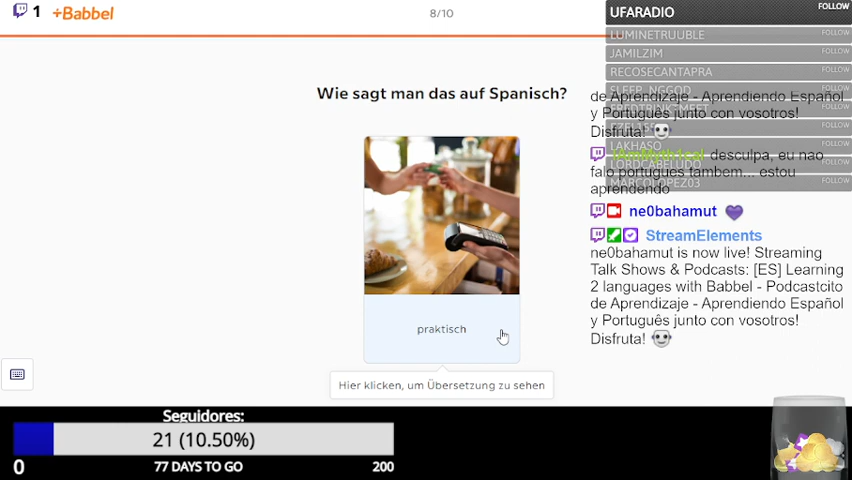 1 +Babbel
8/10
Wie sagt man das auf Spanisch?
praktisch
Hier klicken, um Übersetzung zu sehen
UFARADIO FOLLOW
LUMINETRUUBLE FOLLOW
JAMILZIM FOLLOW
RECOSECANTAPRA FOLLOW
SLEEP_NGGOD FOLLOW
de Aprendizaje - Aprendiendo Español
FOLLOW
y Portugués junto con vosotros!
Disfruta!
LAKHASO FOLLOW
IAmMyth1cal desculpa, eu nao
LORDCABELUDO FOLLOW
falo portugues tambem... estou
MARCOLOPEZ03 FOLLOW
aprendendo
ne0bahamut
StreamElements
ne0bahamut is now live! Streaming
Talk Shows & Podcasts: [ES] Learning
2 languages with Babbel - Podcastcito
de Aprendizaje - Aprendiendo Español
y Portugués junto con vosotros!
Disfruta!
Seguidores:
21 (10.50%)
0 77 DAYS TO GO 200